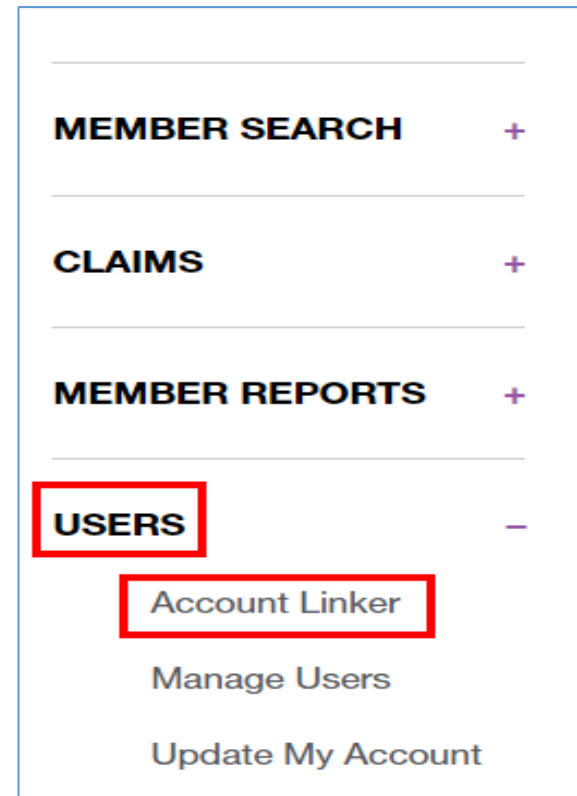 MEMBER SEARCH +
CLAIMS +
MEMBER REPORTS +
USERS –
Account Linker
Manage Users
Update My Account